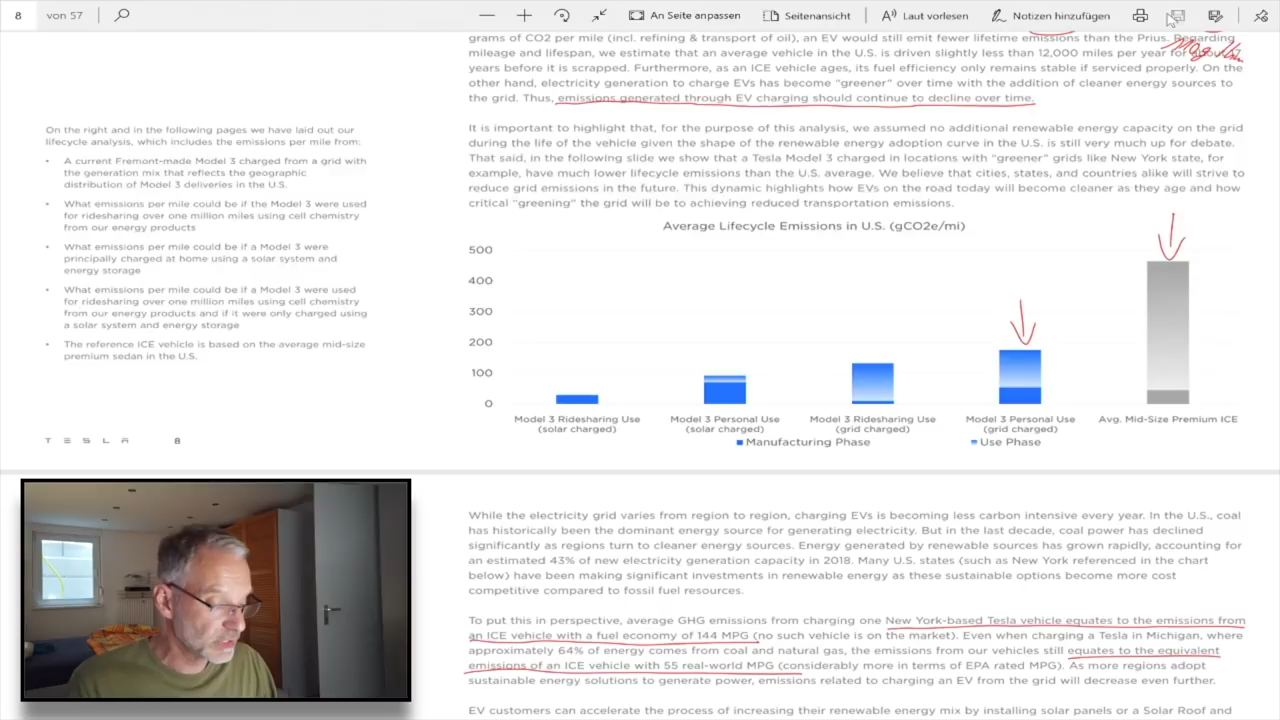 8 von 57 An Seite anpassen Seitenansicht Laut vorlesen Notizen hinzufügen
grams of CO2 per mile (incl. refining & transport of oil), an EV would still emit fewer lifetime emissions than the Prius. Regarding
mileage and lifespan, we estimate that an average vehicle in the U.S. is driven slightly less than 12,000 miles per year for
years before it is scrapped. Furthermore, as an ICE vehicle ages, its fuel efficiency only remains stable if serviced properly. On the
other hand, electricity generation to charge EVs has become "greener" over time with the addition of cleaner energy sources to
the grid. Thus, emissions generated through EV charging should continue to decline over time.
It is important to highlight that, for the purpose of this analysis, we assumed no additional renewable energy capacity on the grid
during the life of the vehicle given the shape of the renewable energy adoption curve in the U.S. is still very much up for debate.
That said, in the following slide we show that a Tesla Model 3 charged in locations with "greener" grids like New York state, for
example, have much lower lifecycle emissions than the U.S. average. We believe that cities, states, and countries alike will strive to
reduce grid emissions in the future. This dynamic highlights how EVs on the road today will become cleaner as they age and how
critical "greening" the grid will be to achieving reduced transportation emissions.
On the right and in the following pages we have laid out our
lifecycle analysis, which includes the emissions per mile from:
• A current Fremont-made Model 3 charged from a grid with
the generation mix that reflects the geographic
distribution of Model 3 deliveries in the U.S.
• What emissions per mile could be if the Model 3 were used
for ridesharing over one million miles using cell chemistry
from our energy products
• What emissions per mile could be if a Model 3 were
principally charged at home using a solar system and
energy storage
• What emissions per mile could be if a Model 3 were used
for ridesharing over one million miles using cell chemistry
from our energy products and if it were only charged using
a solar system and energy storage
• The reference ICE vehicle is based on the average mid-size
premium sedan in the U.S.
TESLA 8
Average Lifecycle Emissions in U.S. (gCO2e/mi)
500
400
300
200
100
0
Model 3 Ridesharing Use Model 3 Personal Use Model 3 Ridesharing Use Model 3 Personal Use Avg. Mid-Size Premium ICE
(solar charged) (solar charged) (grid charged) (grid charged)
Manufacturing Phase Use Phase
While the electricity grid varies from region to region, charging EVs is becoming less carbon intensive every year. In the U.S., coal
has historically been the dominant energy source for generating electricity. But in the last decade, coal power has declined
significantly as regions turn to cleaner energy sources. Energy generated by renewable sources has grown rapidly, accounting for
an estimated 43% of new electricity generation capacity in 2018. Many U.S. states (such as New York referenced in the chart
below) have been making significant investments in renewable energy as these sustainable options become more cost
competitive compared to fossil fuel resources.
To put this in perspective, average GHG emissions from charging one New York-based Tesla vehicle equates to the emissions from
an ICE vehicle with a fuel economy of 144 MPG (no such vehicle is on the market). Even when charging a Tesla in Michigan, where
approximately 64% of energy comes from coal and natural gas, the emissions from our vehicles still equates to the equivalent
emissions of an ICE vehicle with 55 real-world MPG (considerably more in terms of EPA rated MPG). As more regions adopt
sustainable energy solutions to generate power, emissions related to charging an EV from the grid will decrease even further.
EV customers can accelerate the process of increasing their renewable energy mix by installing solar panels or a Solar Roof and